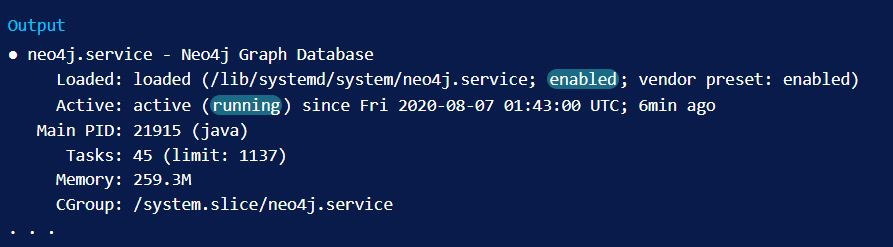 Output
● neo4j.service - Neo4j Graph Database
Loaded: loaded (/lib/systemd/system/neo4j.service; enabled; vendor preset: enabled)
Active: active (running) since Fri 2020-08-07 01:43:00 UTC; 6min ago
Main PID: 21915 (java)
Tasks: 45 (limit: 1137)
Memory: 259.3M
CGroup: /system.slice/neo4j.service
. . .